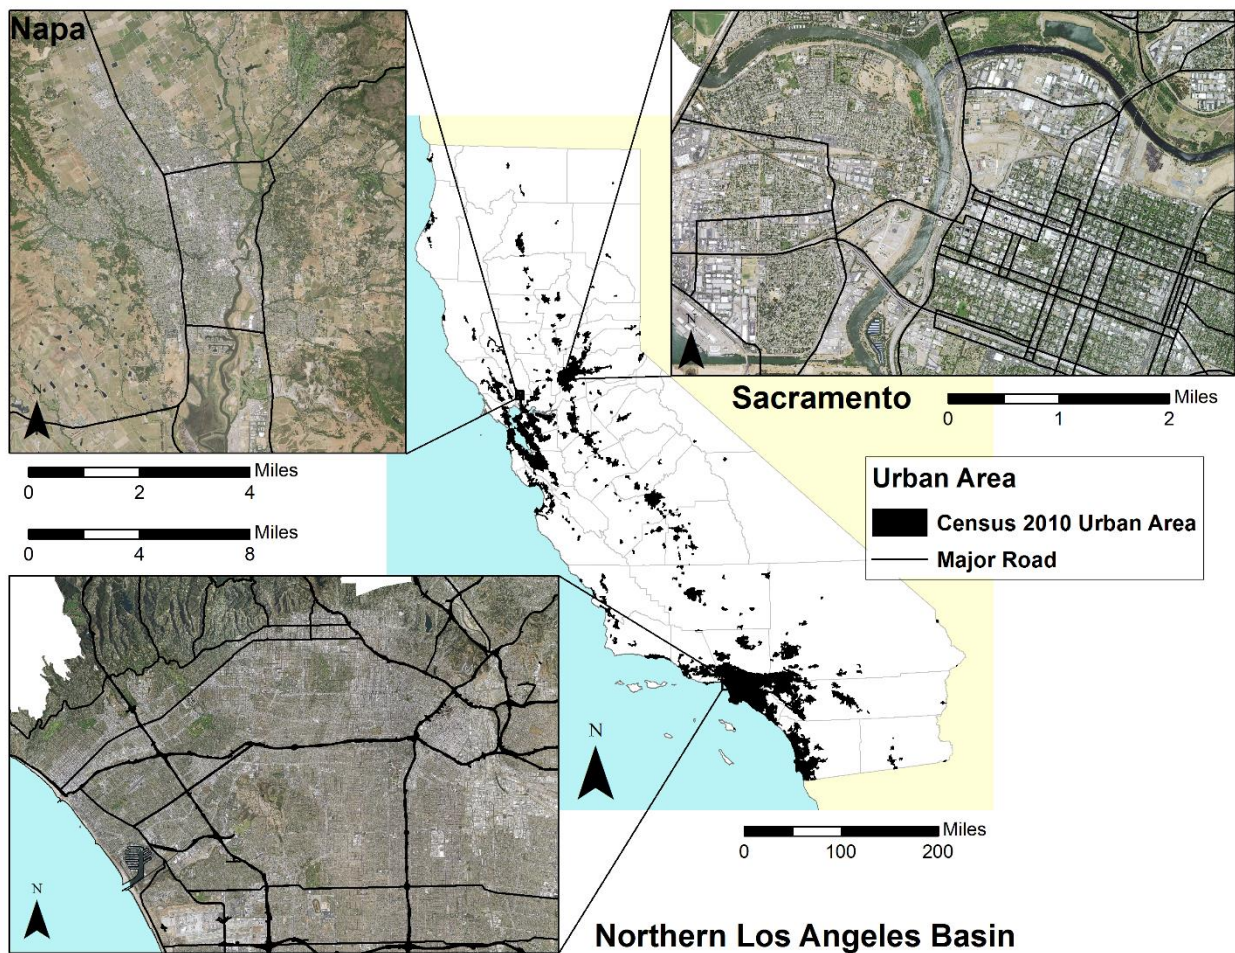 Napa
N
N
Sacramento
Miles
0 1 2
Miles
0 2 4
Urban Area
Census 2010 Urban Area
Major Road
Miles
0 4 8
N
N
Miles
0 100 200
Northern Los Angeles Basin